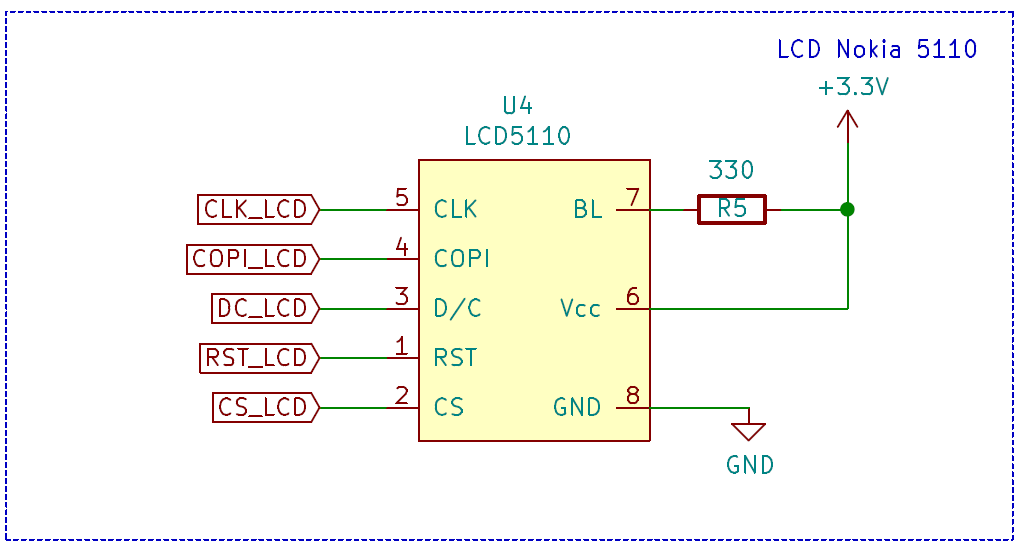 LCD Nokia 5110
+3.3V
U4
LCD5110
330
CLK_LCD 5 CLK BL 7 R5
COPI_LCD 4 COPI
DC_LCD 3 D/C Vcc 6
RST_LCD 1 RST
CS_LCD 2 CS GND 8
GND